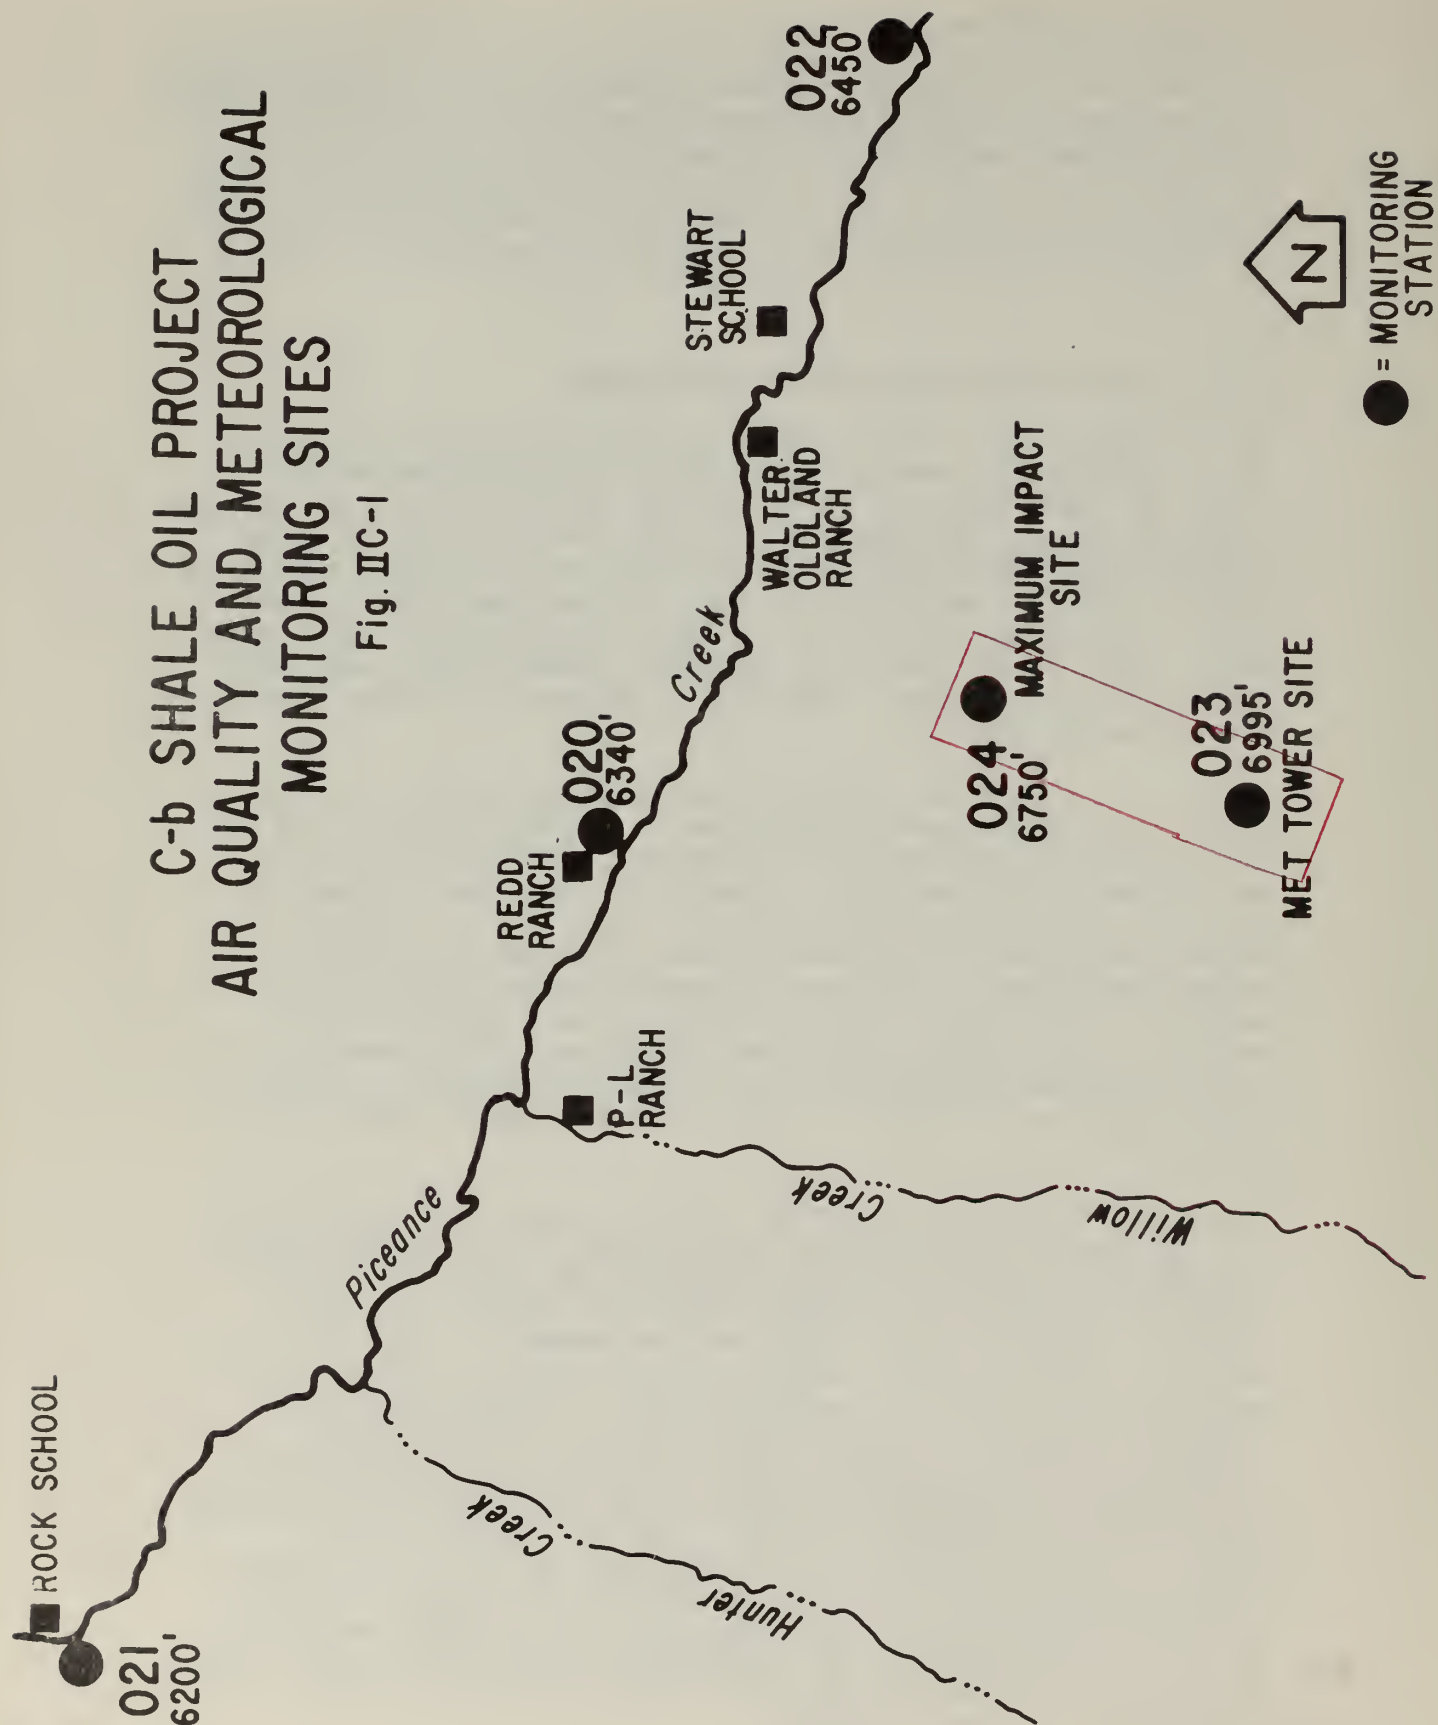 C-b SHALE OIL PROJECT
AIR QUALITY AND METEOROLOGICAL
MONITORING SITES
Fig. IIC-1
ROCK SCHOOL
021
6200'
Piceance
Creek
Hunter
Creek
Willow
Creek
P-L
RANCH
REDD
RANCH
020
6340'
WALTER
OLDLAND
RANCH
STEWART
SCHOOL
022
6450'
024
6750'
MAXIMUM IMPACT
SITE
023
6995'
MET TOWER SITE
N
= MONITORING
STATION